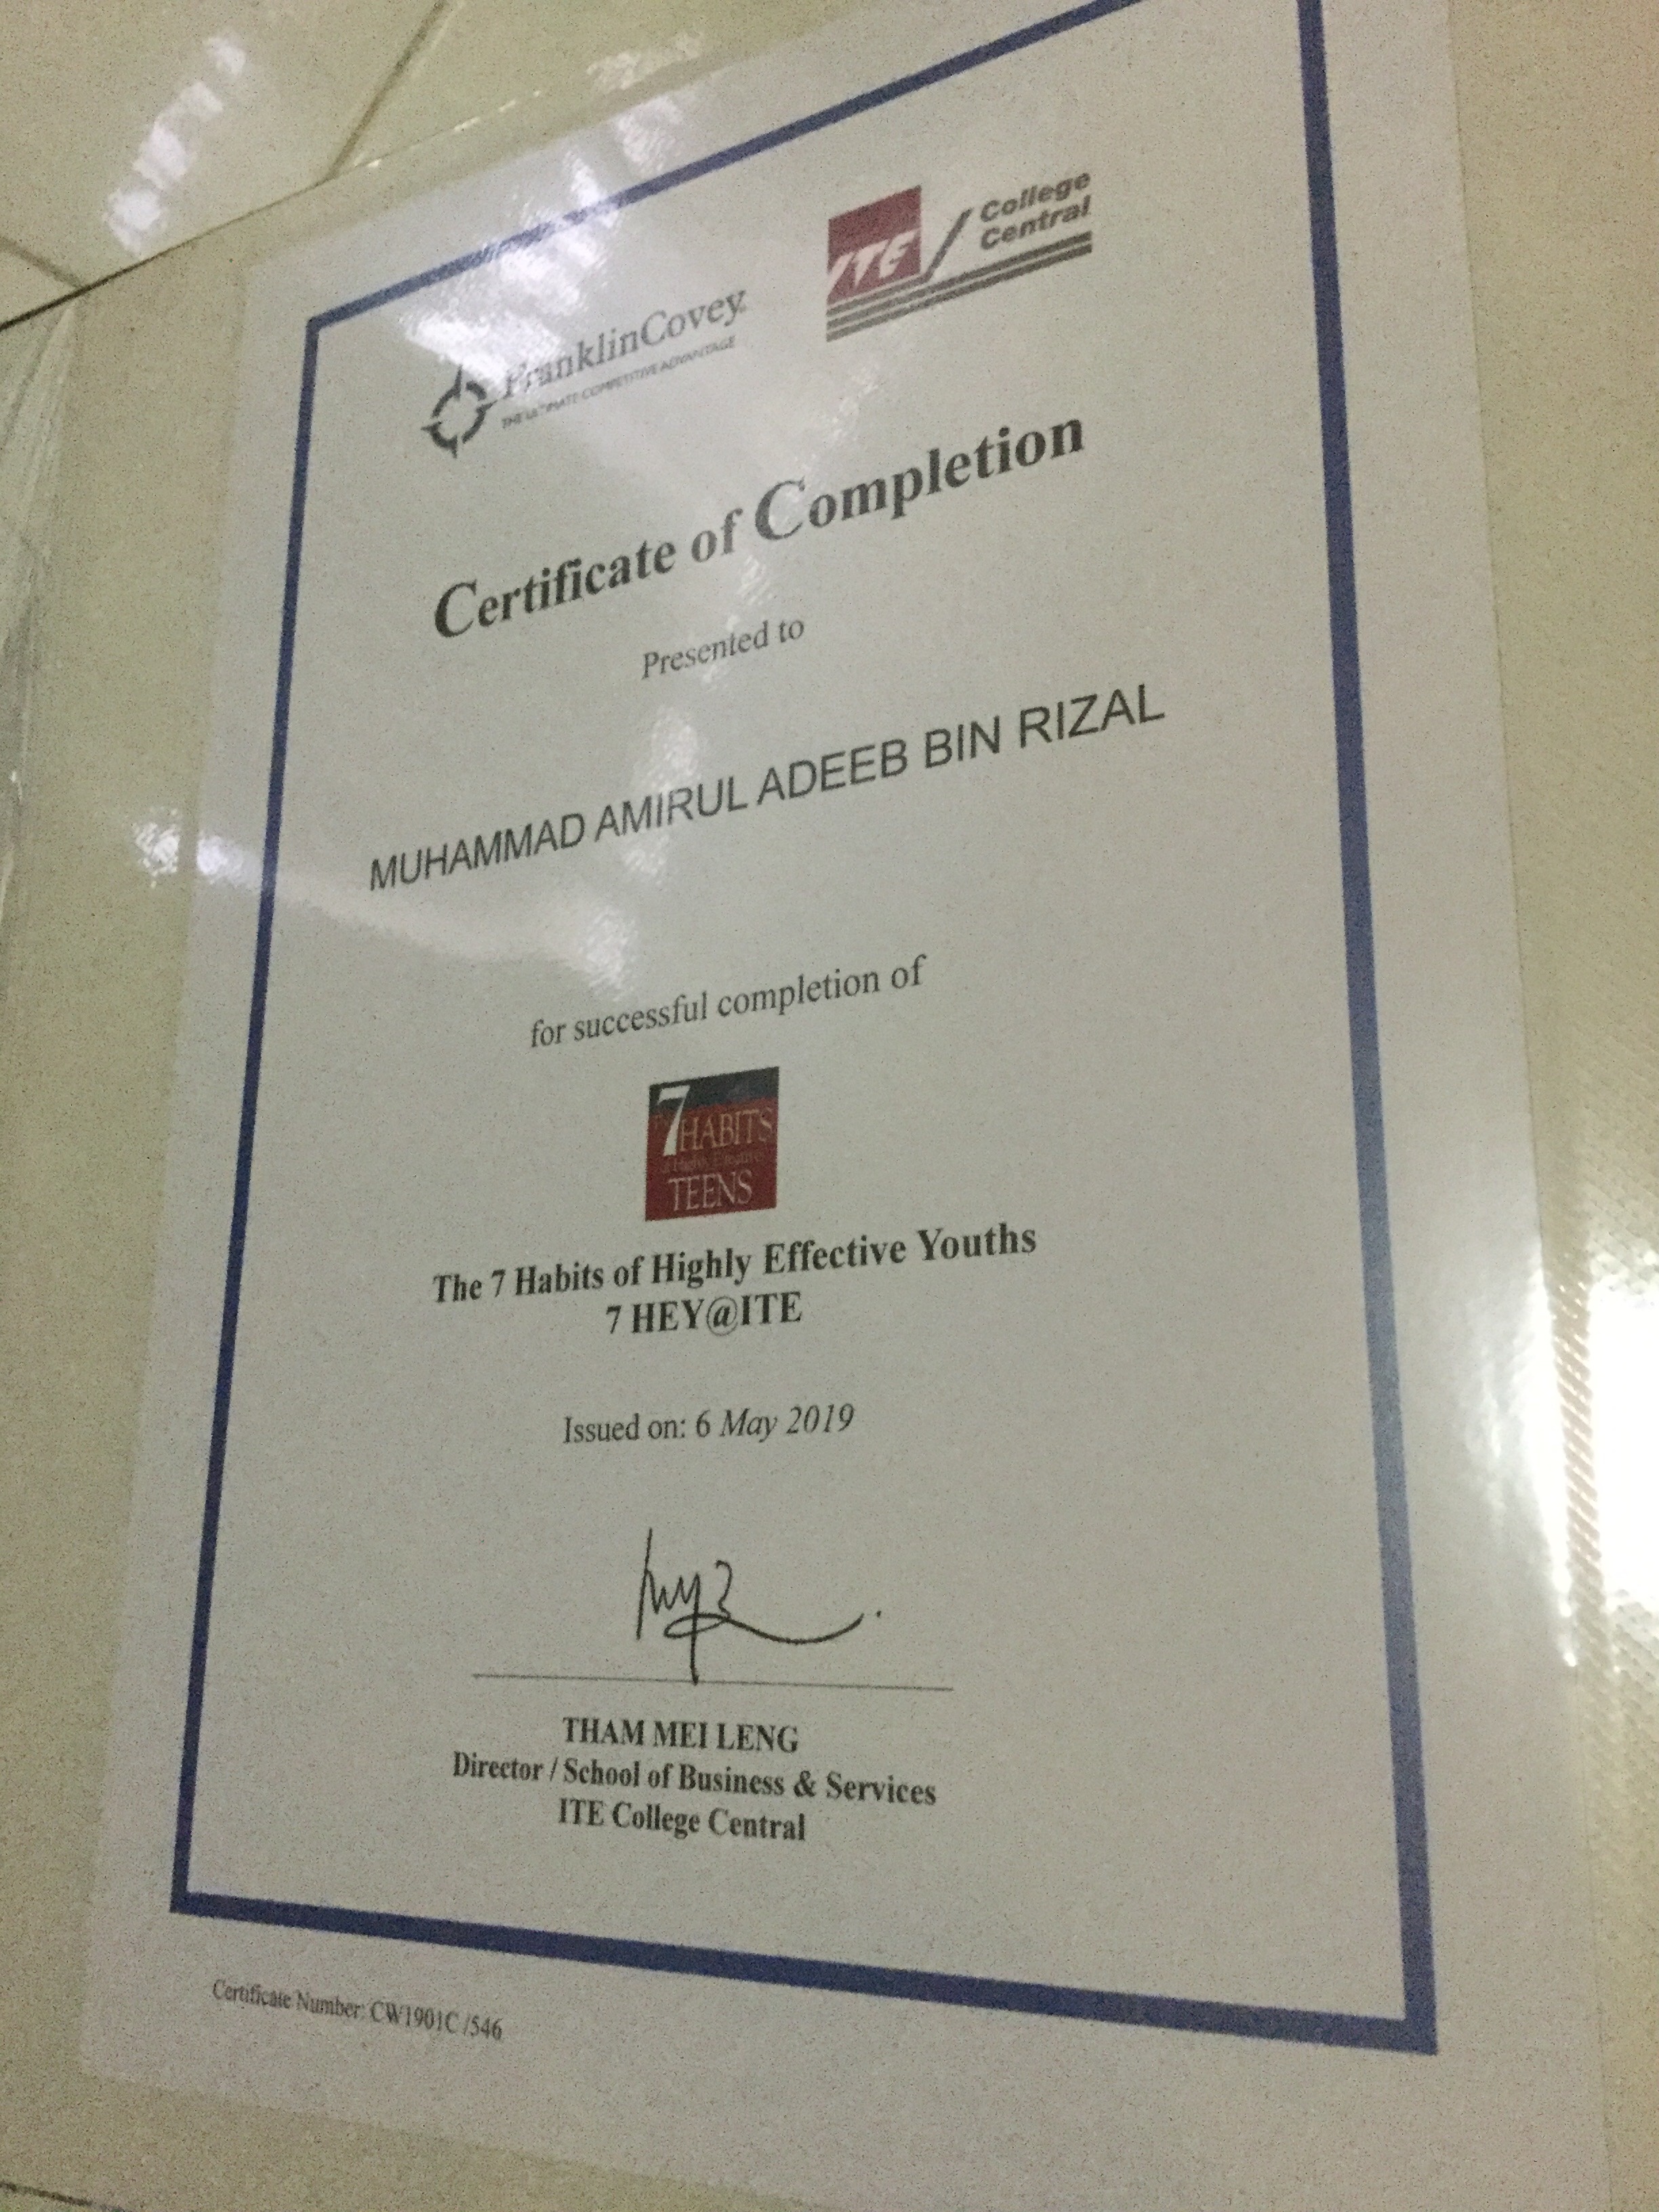 FranklinCovey
THE ULTIMATE COMPETITIVE ADVANTAGE
ITE
College
Central
Certificate of Completion
Presented to
MUHAMMAD AMIRUL ADEEB BIN RIZAL
for successful completion of
7
HABITS
of Highly Effective
TEENS
The 7 Habits of Highly Effective Youths
7 HEY@ITE
Issued on: 6 May 2019
THAM MEI LENG
Director / School of Business & Services
ITE College Central
Certificate Number: CW1901C /546